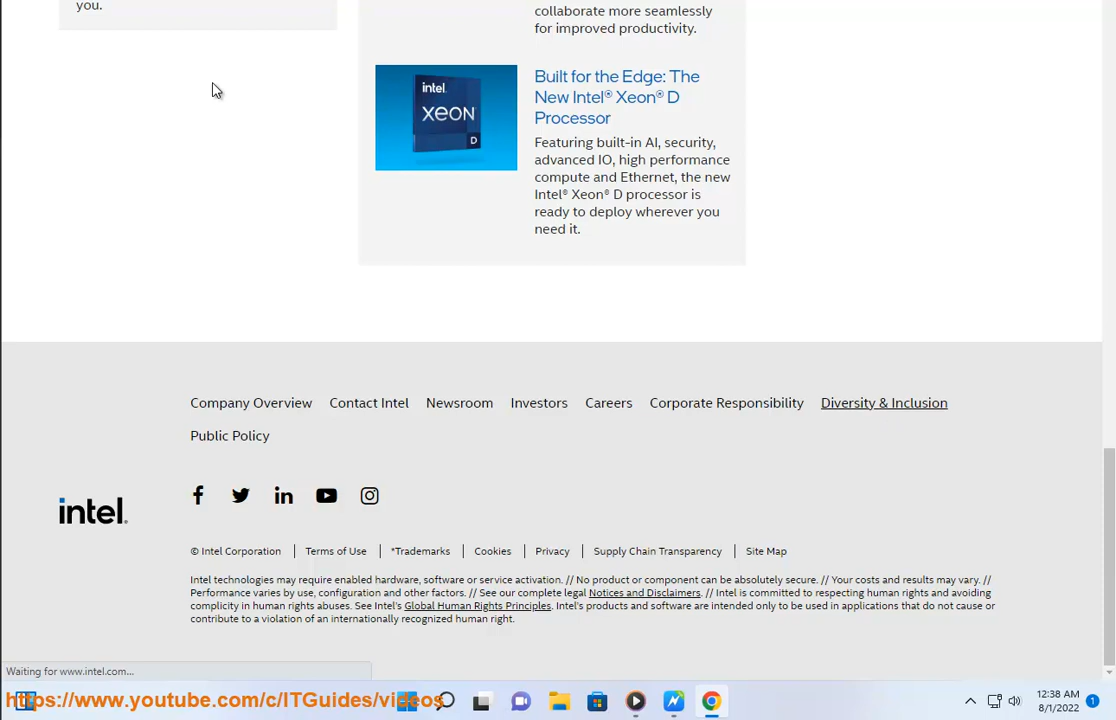 you.
collaborate more seamlessly
for improved productivity.
intel.
XEON
D
Built for the Edge: The
New Intel® Xeon® D
Processor
Featuring built-in AI, security,
advanced IO, high performance
compute and Ethernet, the new
Intel® Xeon® D processor is
ready to deploy wherever you
need it.
Company Overview Contact Intel Newsroom Investors Careers Corporate Responsibility Diversity & Inclusion
Public Policy
intel.
© Intel Corporation | Terms of Use | *Trademarks | Cookies | Privacy | Supply Chain Transparency | Site Map
Intel technologies may require enabled hardware, software or service activation. // No product or component can be absolutely secure. // Your costs and results may vary. //
Performance varies by use, configuration and other factors. // See our complete legal Notices and Disclaimers. // Intel is committed to respecting human rights and avoiding
complicity in human rights abuses. See Intel's Global Human Rights Principles. Intel's products and software are intended only to be used in applications that do not cause or
contribute to a violation of an internationally recognized human right.
Waiting for www.intel.com...
https://www.youtube.com/c/ITGuides/videos
12:38 AM
8/1/2022
1